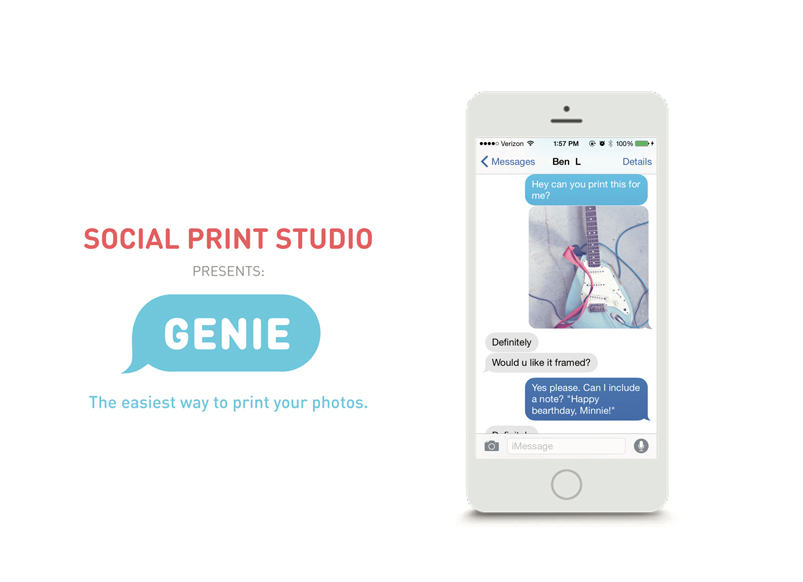 SOCIAL PRINT STUDIO
PRESENTS:
GENIE
The easiest way to print your photos.
Verizon 1:57 PM 100%
Messages Ben L Details
Hey can you print this for
me?
Definitely
Would u like it framed?
Yes please. Can I include
a note? "Happy
bearthday, Minnie!"
iMessage